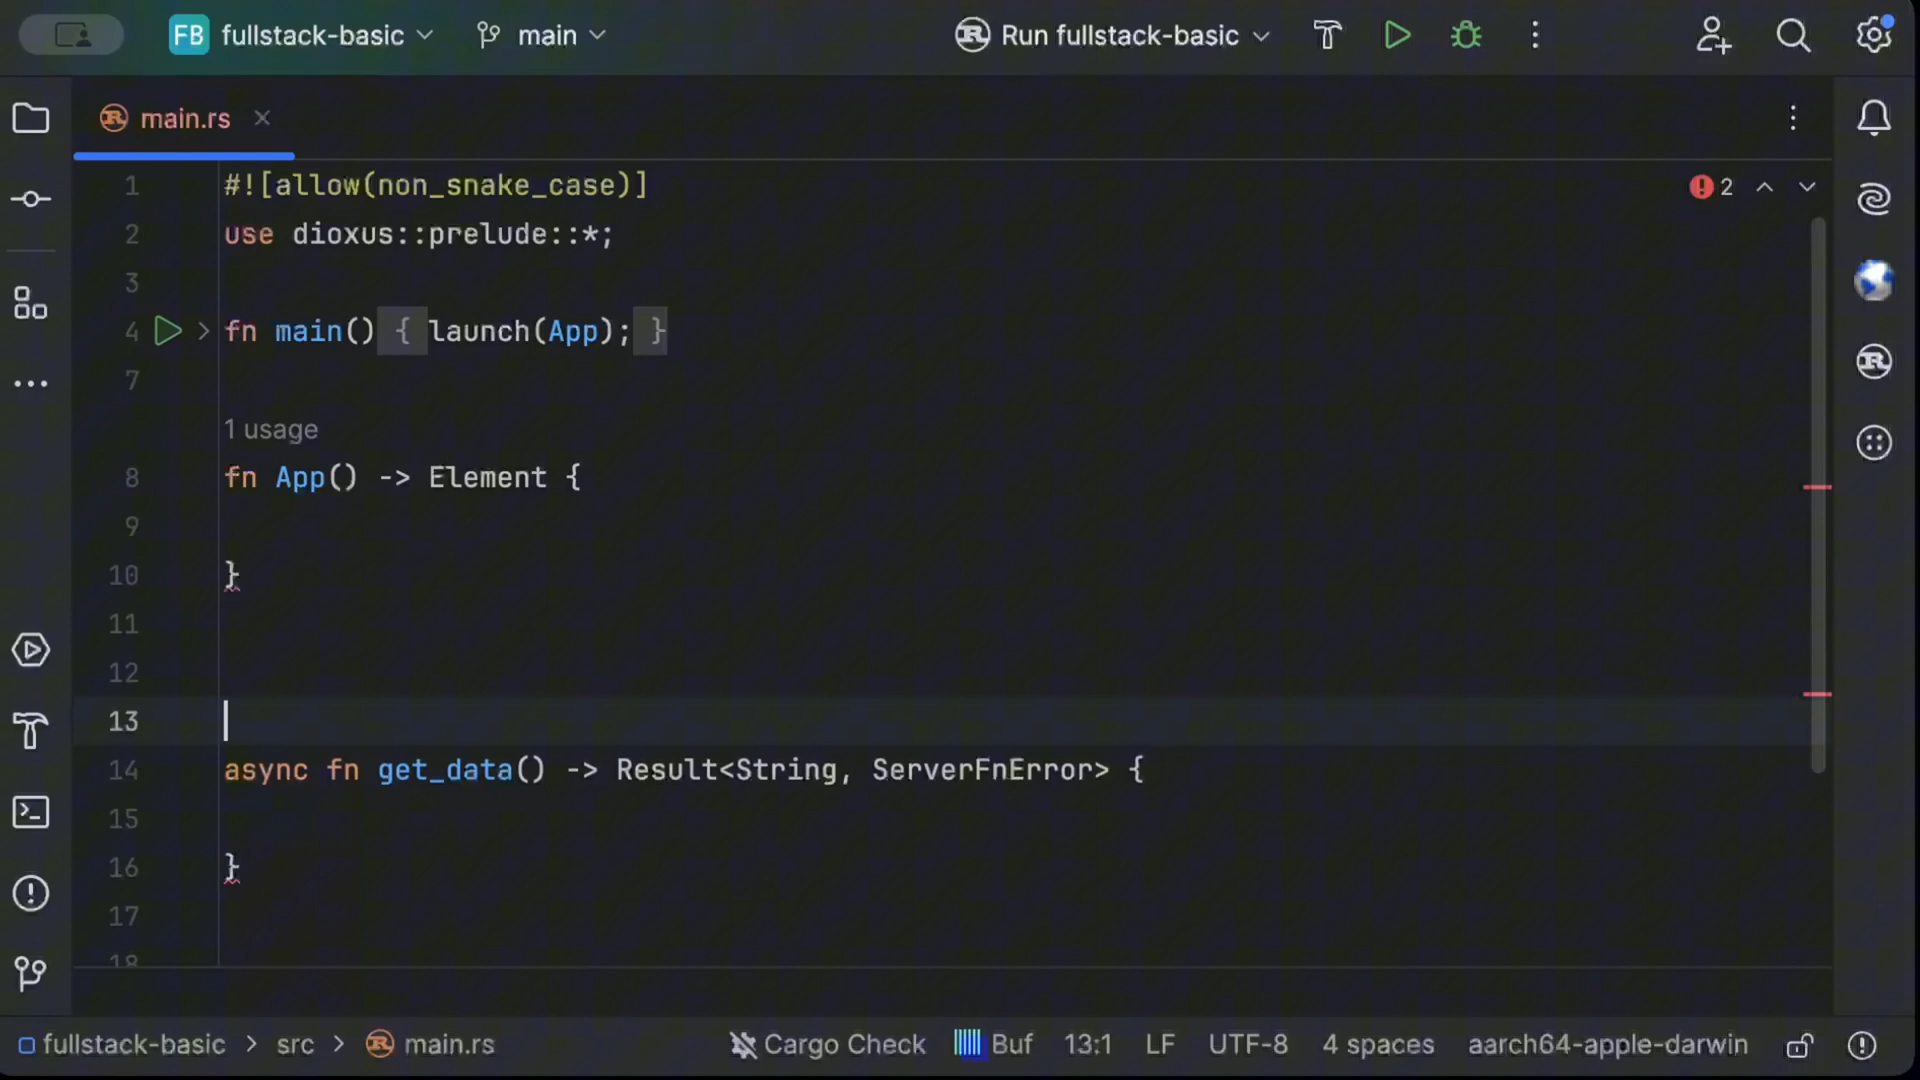 FB fullstack-basic main Run fullstack-basic
main.rs
1 #![allow(non_snake_case)] 2
2 use dioxus::prelude::*;
3
4 fn main() { launch(App); }
7
1 usage
8 fn App() -> Element {
9
10 }
11
12
13
14 async fn get_data() -> Result<String, ServerFnError> {
15
16 }
17
18
fullstack-basic > src > main.rs Cargo Check Buf 13:1 LF UTF-8 4 spaces aarch64-apple-darwin